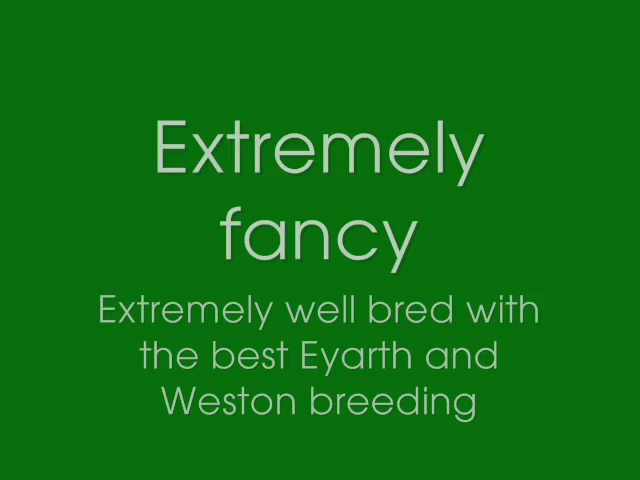 Extremely
fancy
Extremely well bred with
the best Eyarth and
Weston breeding